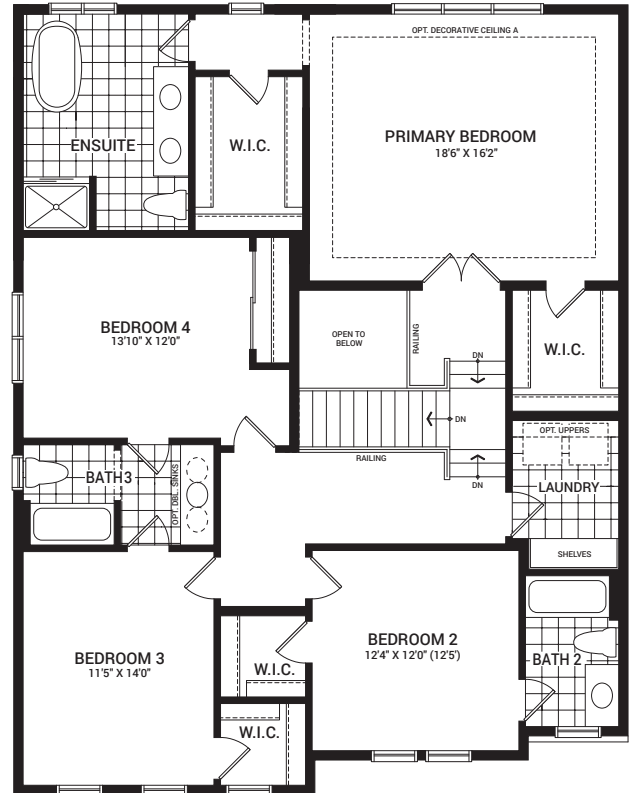 OPT. DECORATIVE CEILING A
PRIMARY BEDROOM
18'6" X 16'2"
ENSUITE
W.I.C.
BEDROOM 4
13'10" X 12'0"
OPEN TO
BELOW
RAILING
DN
W.I.C.
DN
RAILING
DN
OPT. UPPERS
LAUNDRY
SHELVES
BATH3
OPT. DBL. SINKS
BEDROOM 3
11'5" X 14'0"
W.I.C.
W.I.C.
BEDROOM 2
12'4" X 12'0" (12'5')
BATH 2